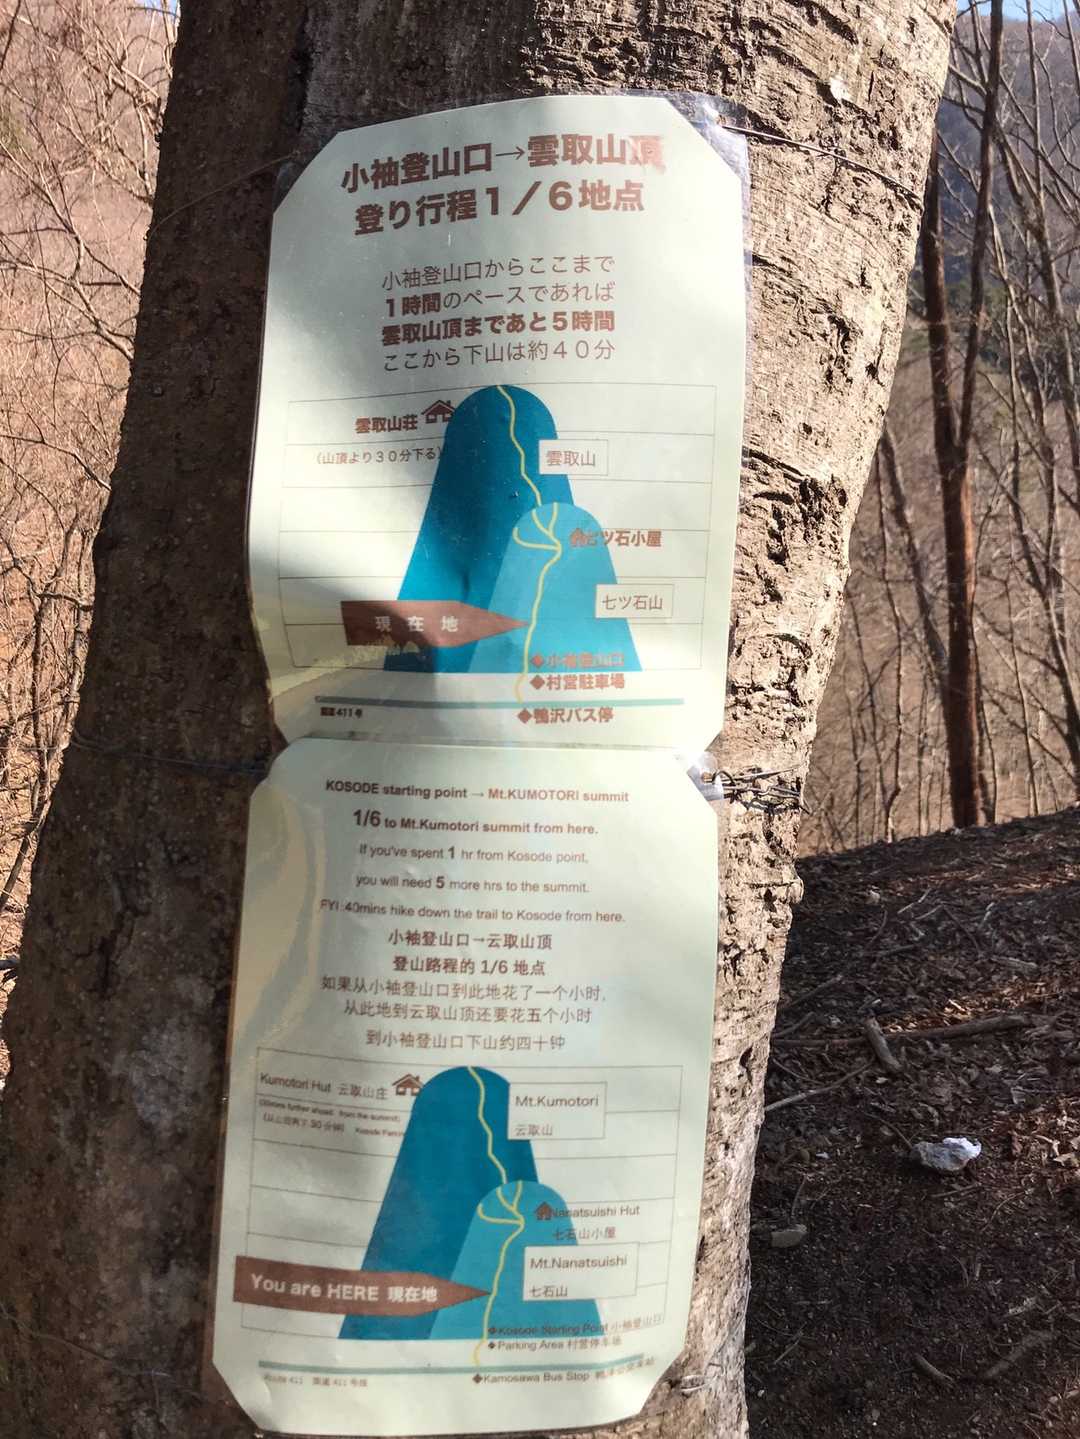 小袖登山口→雲取山頂
登り行程１／６地点
小袖登山口からここまで
１時間のペースであれば
雲取山頂まであと５時間
ここから下山は約４０分
雲取山荘
（山頂より３０分下る）
雲取山
七ツ石小屋
七ツ石山
現在地
◆小袖登山口
◆村営駐車場
国道411号
◆鴨沢バス停
KOSODE starting point → Mt.KUMOTORI summit
1/6 to Mt.Kumotori summit from here.
If you've spent 1 hr from Kosode point,
you will need 5 more hrs to the summit.
FYI :40mins hike down the trail to Kosode from here.
小袖登山口→云取山顶
登山路程的 1/6 地点
如果从小袖登山口到此地花了一个小时,
从此地到云取山顶还要花五个小时
到小袖登山口下山约四十钟
Kumotori Hut 云取山庄
Mt.Kumotori
云取山
Nanatsuishi Hut
七石山小屋
Mt.Nanatsuishi
七石山
You are HERE 現在地
◆Kosode Starting Point 小袖登山口
◆Parking Area 村営停车场
Route 411
◆Kamosawa Bus Stop